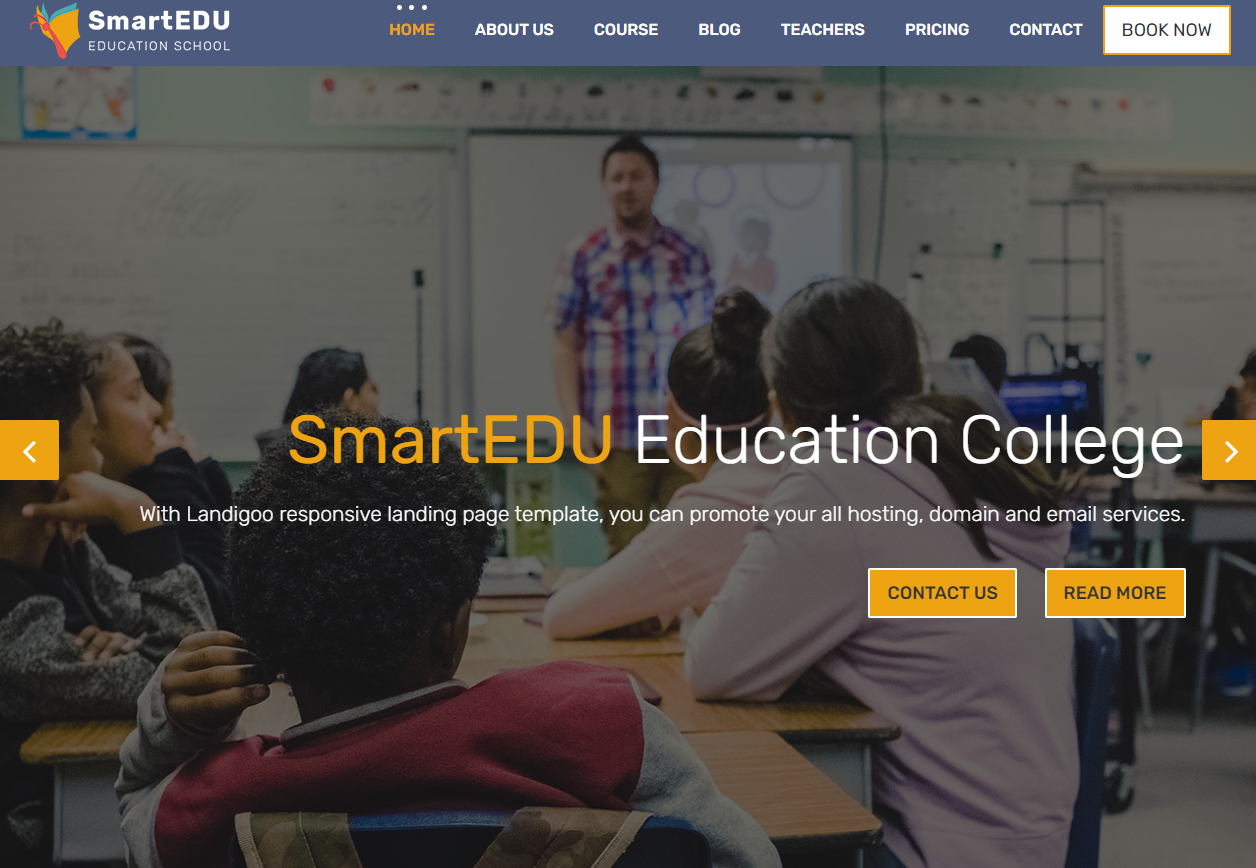 SmartEDU
EDUCATION SCHOOL
HOME ABOUT US COURSE BLOG TEACHERS PRICING CONTACT BOOK NOW
SmartEDU Education College
With Landigoo responsive landing page template, you can promote your all hosting, domain and email services.
CONTACT US READ MORE